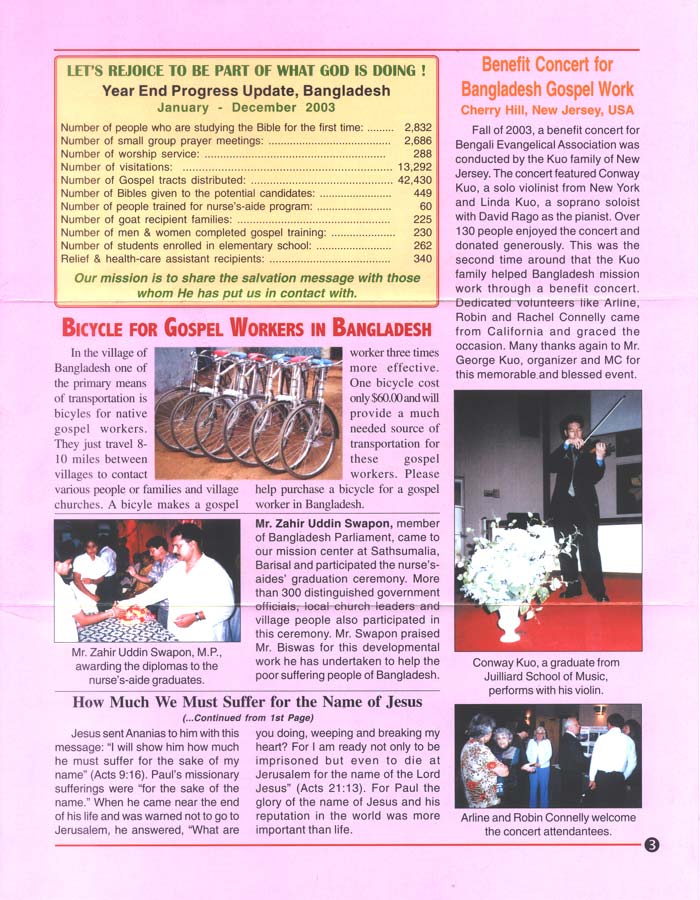 LET'S REJOICE TO BE PART OF WHAT GOD IS DOING !
Year End Progress Update, Bangladesh
January - December 2003
Number of people who are studying the Bible for the first time: ......... 2,832
Number of small group prayer meetings: ........................................ 2,686
Number of worship service: ............................................................ 288
Number of visitations: ...................................................................... 13,292
Number of Gospel tracts distributed: ............................................... 42,430
Number of Bibles given to the potential candidates: ........................ 449
Number of people trained for nurse's-aide program: ........................ 60
Number of goat recipient families: ................................................... 225
Number of men & women completed gospel training: ..................... 230
Number of students enrolled in elementary school: ......................... 262
Relief & health-care assistant recipients: ........................................ 340
Our mission is to share the salvation message with those
whom He has put us in contact with.
BICYCLE FOR GOSPEL WORKERS IN BANGLADESH
In the village of
Bangladesh one of
the primary means
of transportation is
bicyles for native
gospel workers.
They just travel 8-
10 miles between
villages to contact
various people or families and village
churches. A bicyle makes a gospel
worker three times
more effective.
One bicycle cost
only $60.00 and will
provide a much
needed source of
transportation for
these gospel
workers. Please
help purchase a bicycle for a gospel
worker in Bangladesh.
Mr. Zahir Uddin Swapon, M.P.,
awarding the diplomas to the
nurse's-aide graduates.
Mr. Zahir Uddin Swapon, member
of Bangladesh Parliament, came to
our mission center at Sathsumalia,
Barisal and participated the nurse's-
aides' graduation ceremony. More
than 300 distinguished government
officials, local church leaders and
village people also participated in
this ceremony. Mr. Swapon praised
Mr. Biswas for this developmental
work he has undertaken to help the
poor suffering people of Bangladesh.
How Much We Must Suffer for the Name of Jesus
(...Continued from 1st Page)
Jesus sent Ananias to him with this
message: “I will show him how much
he must suffer for the sake of my
name” (Acts 9:16). Paul's missionary
sufferings were “for the sake of the
name.” When he came near the end
of his life and was warned not to go to
Jerusalem, he answered, “What are
you doing, weeping and breaking my
heart? For I am ready not only to be
imprisoned but even to die at
Jerusalem for the name of the Lord
Jesus” (Acts 21:13). For Paul the
glory of the name of Jesus and his
reputation in the world was more
important than life.
Benefit Concert for
Bangladesh Gospel Work
Cherry Hill, New Jersey, USA
Fall of 2003, a benefit concert for
Bengali Evangelical Association was
conducted by the Kuo family of New
Jersey. The concert featured Conway
Kuo, a solo violinist from New York
and Linda Kuo, a soprano soloist
with David Rago as the pianist. Over
130 people enjoyed the concert and
donated generously. This was the
second time around that the Kuo
family helped Bangladesh mission
work through a benefit concert.
Dedicated volunteers like Arline,
Robin and Rachel Connelly came
from California and graced the
occasion. Many thanks again to Mr.
George Kuo, organizer and MC for
this memorable and blessed event.
Conway Kuo, a graduate from
Juilliard School of Music,
performs with his violin.
Arline and Robin Connelly welcome
the concert attendantees.
3